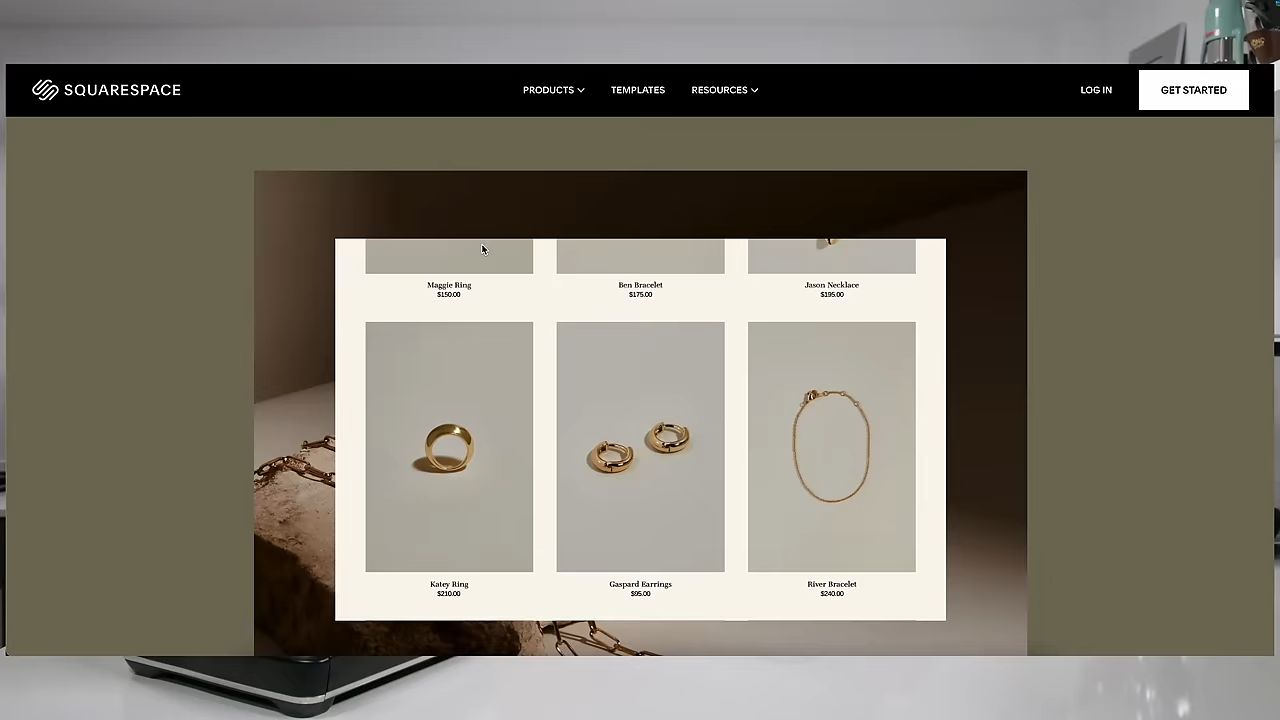 SQUARESPACE
PRODUCTS
TEMPLATES
RESOURCES
LOG IN
GET STARTED
Maggie Ring
$150.00
Ben Bracelet
$175.00
Jason Necklace
$195.00
Katey Ring
$210.00
Gaspard Earrings
$95.00
River Bracelet
$240.00